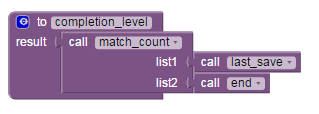 to completion_level
result call match_count
list1 call last_save
list2 call end